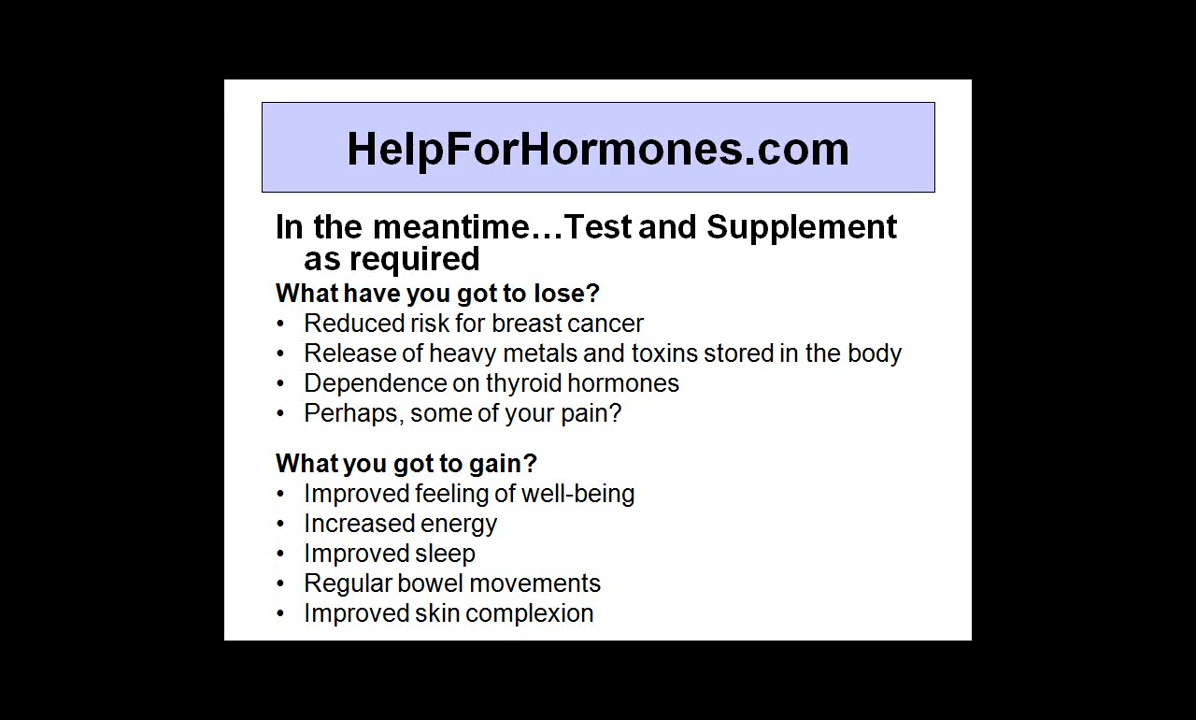 HelpForHormones.com
In the meantime…Test and Supplement
as required
What have you got to lose?
• Reduced risk for breast cancer
• Release of heavy metals and toxins stored in the body
• Dependence on thyroid hormones
• Perhaps, some of your pain?
What you got to gain?
• Improved feeling of well-being
• Increased energy
• Improved sleep
• Regular bowel movements
• Improved skin complexion